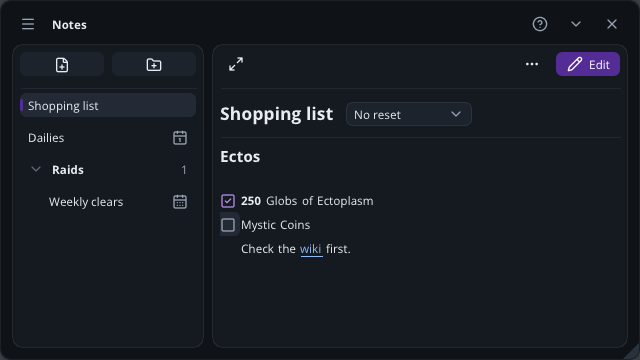 Notes
Edit
Shopping list
Dailies
Raids 1
Weekly clears
Shopping list
No reset
Ectos
250 Globs of Ectoplasm
Mystic Coins
Check the wiki first.